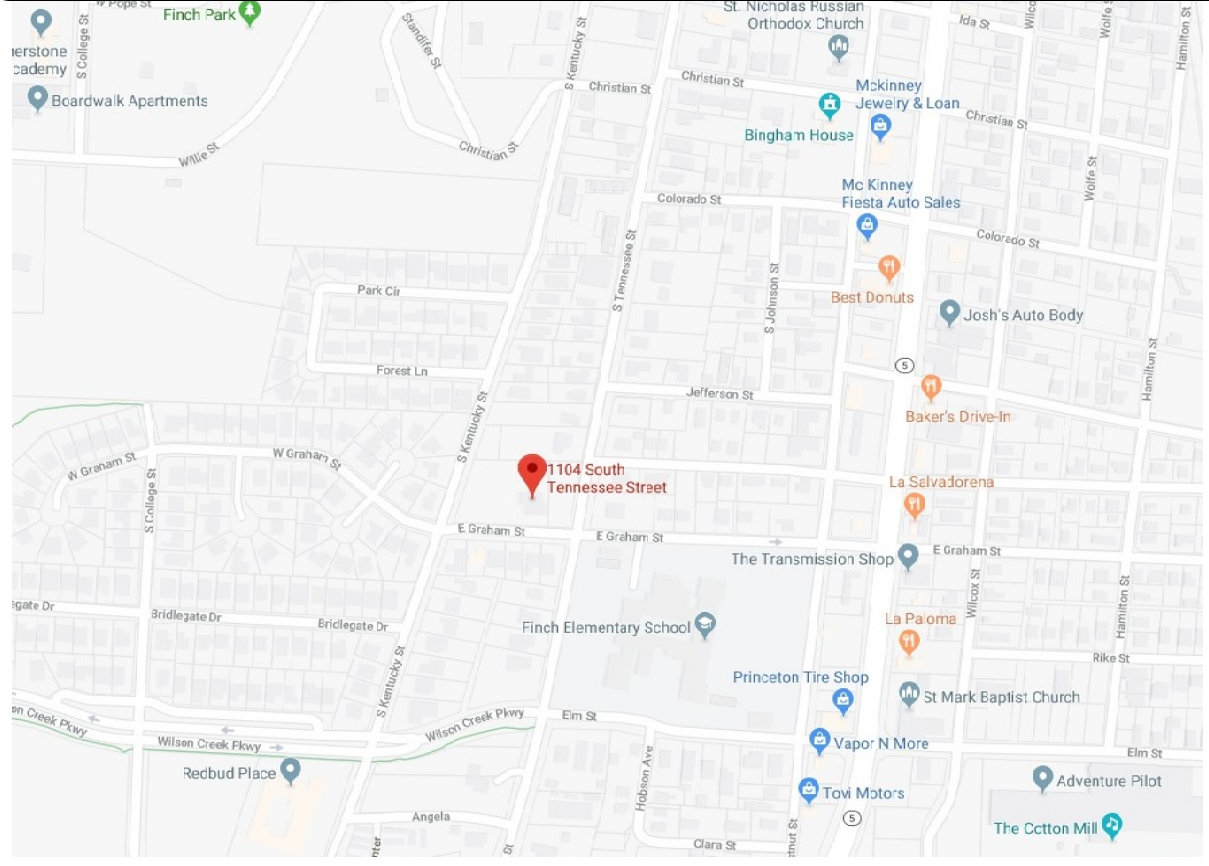 W Pope St
Finch Park
S College St
Standifer St
S Kentucky St
St. Nicholas Russian
Orthodox Church
Ida St
Hamilton St
Boardwalk Apartments
Christian St
Christian St
Mckinney
Jewelry & Loan
Bingham House
Christian St
Christian St
Willie St
Wolfe St
Mc Kinney
Fiesta Auto Sales
Colorado St
Colorado St
S Tennessee St
S Johnson St
Park Cir
Best Donuts
Josh's Auto Body
Forest Ln
5
Hamilton St
Jefferson St
Baker's Drive-In
S Kentucky St
W Graham St
W Graham St
1104 South
Tennessee Street
La Salvadorena
S College St
E Graham St
E Graham St
The Transmission Shop
E Graham St
Wilcox St
Hamilton St
egate Dr
Bridlegate Dr
Bridlegate Dr
Finch Elementary School
La Paloma
Rike St
S Kentucky St
Princeton Tire Shop
St Mark Baptist Church
on Creek Pkwy
Wilson Creek Pkwy
Wilson Creek Pkwy
Elm St
Vapor N More
Elm St
Redbud Place
Hobson Ave
Adventure Pilot
Tovi Motors
Angela
5
The Cotton Mill
Clara St